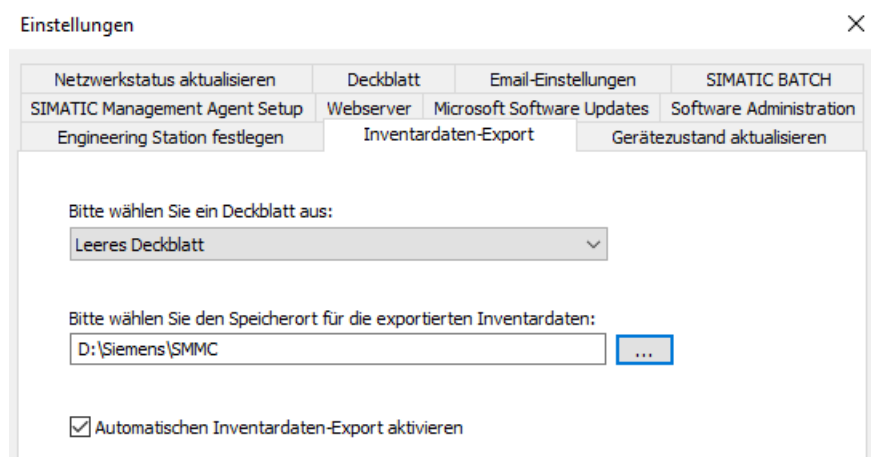 Einstellungen
Netzwerkstatus aktualisieren Deckblatt Email-Einstellungen SIMATIC BATCH
SIMATIC Management Agent Setup Webserver Microsoft Software Updates Software Administration
Engineering Station festlegen Inventardaten-Export Gerätezustand aktualisieren
Bitte wählen Sie ein Deckblatt aus:
Leeres Deckblatt
Bitte wählen Sie den Speicherort für die exportierten Inventardaten:
D:\Siemens\SMMC ...
Automatischen Inventardaten-Export aktivieren